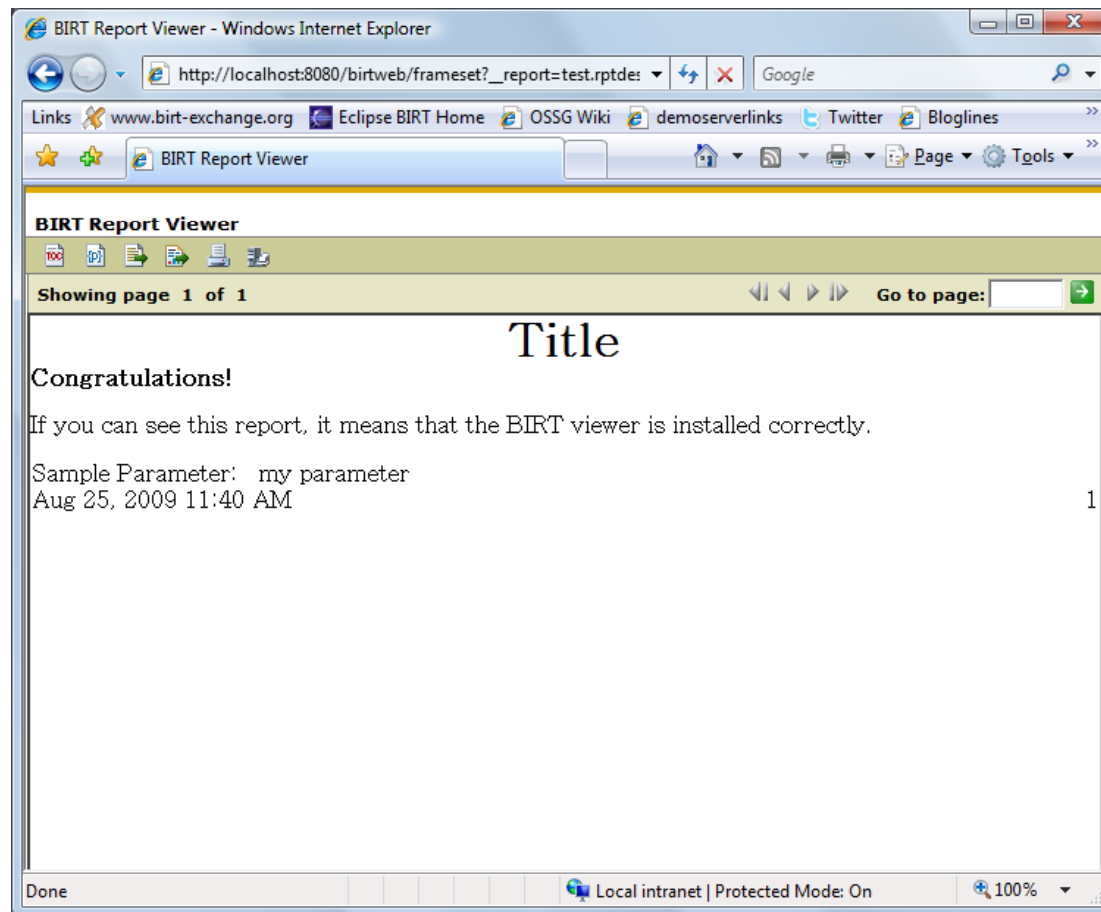 BIRT Report Viewer - Windows Internet Explorer
http://localhost:8080/birtweb/frameset?__report=test.rptdes
Google
Links www.birt-exchange.org Eclipse BIRT Home OSSG Wiki demoserverlinks Twitter Bloglines »
BIRT Report Viewer Page Tools »
BIRT Report Viewer
TOC
Showing page 1 of 1 Go to page:
Title
Congratulations!
If you can see this report, it means that the BIRT viewer is installed correctly.
Sample Parameter: my parameter
Aug 25, 2009 11:40 AM 1
Done Local intranet | Protected Mode: On 100%